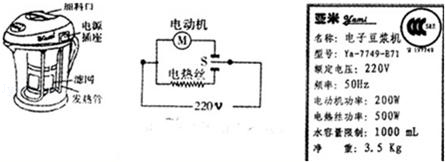 加料口
电源
插座
滤网
发热管
电动机
M
S
电热丝
220V
亚米 Yami
CCC
S&E
W 197749
名称：电子豆浆机
型号：Ya-7749-B71
额定电压：220V
频率：50Hz
电动机功率：200W
电热丝功率：500W
水容量限制：1000 mL
净 重：3.5 Kg